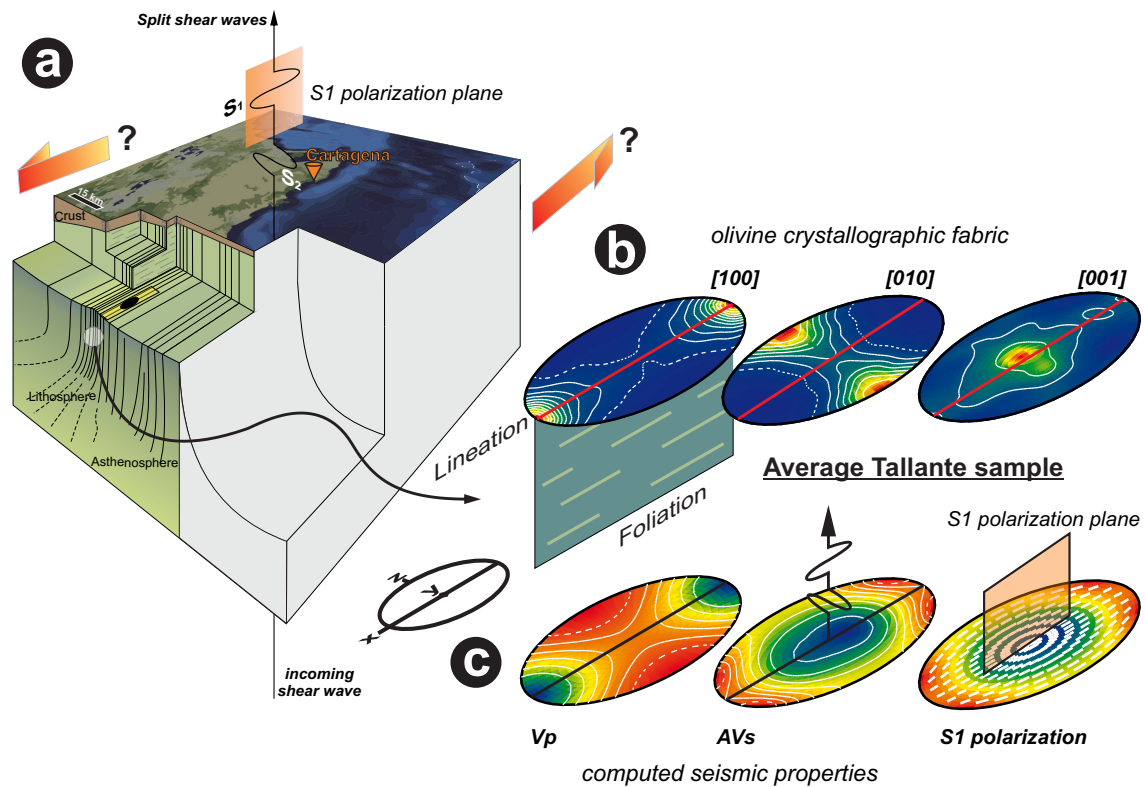 Split shear waves
a
S1 polarization plane
S1
?
?
Cartagena
S2
15 km
Crust
b
olivine crystallographic fabric
[100]
[010]
[001]
Lithosphere
Asthenosphere
Lineation
Foliation
Average Tallante sample
S1 polarization plane
Z
Y
X
c
incoming
shear wave
Vp
AVs
S1 polarization
computed seismic properties